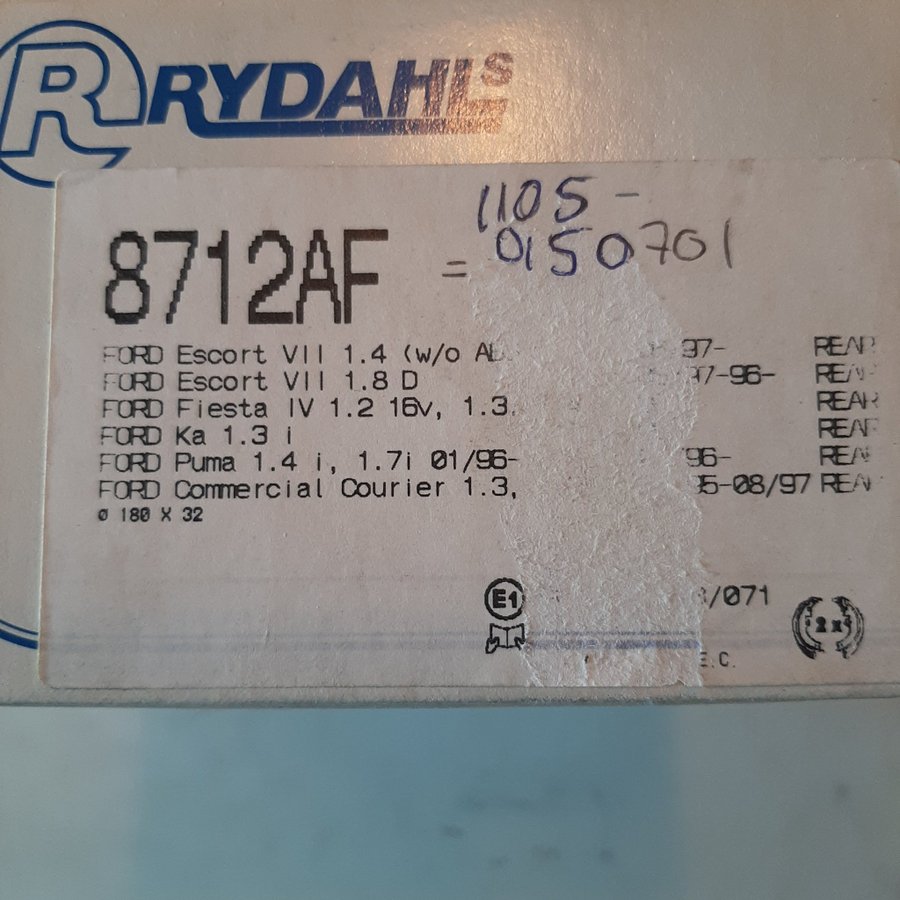 R RYDAHLS
1105-
8712AF
= 0150701
FORD Escort VII 1.4 (w/o 97- REAR
FORD Escort VII 1.8 D 97-96- REAR
FORD Fiesta IV 1.2 16v, 1.3, REAR
FORD Ka 1.3 i REAR
FORD Puma 1.4 i, 1.7i 01/96- 96- REAR
FORD Commercial Courier 1.3, 95-08/97 REAR
ø 180 X 32
E1 /071
2x
E.C.